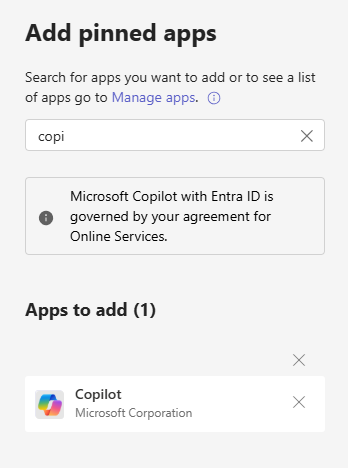 Add pinned apps
Search for apps you want to add or to see a list
of apps go to Manage apps.
copi
Microsoft Copilot with Entra ID is
governed by your agreement for
Online Services.
Apps to add (1)
Copilot
Microsoft Corporation